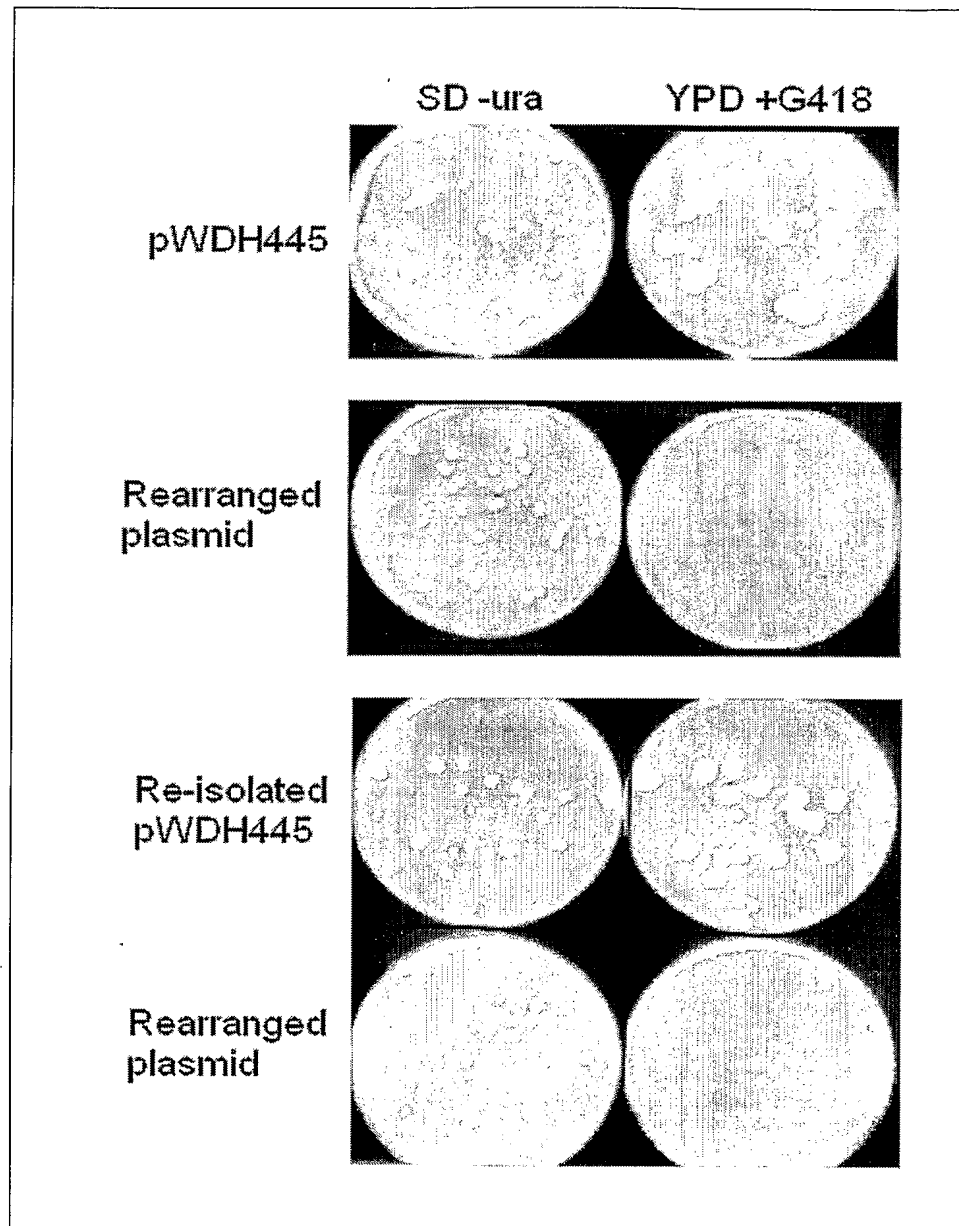 SD -ura YPD +G418
pWDH445
Rearranged
plasmid
Re-isolated
pWDH445
Rearranged
plasmid